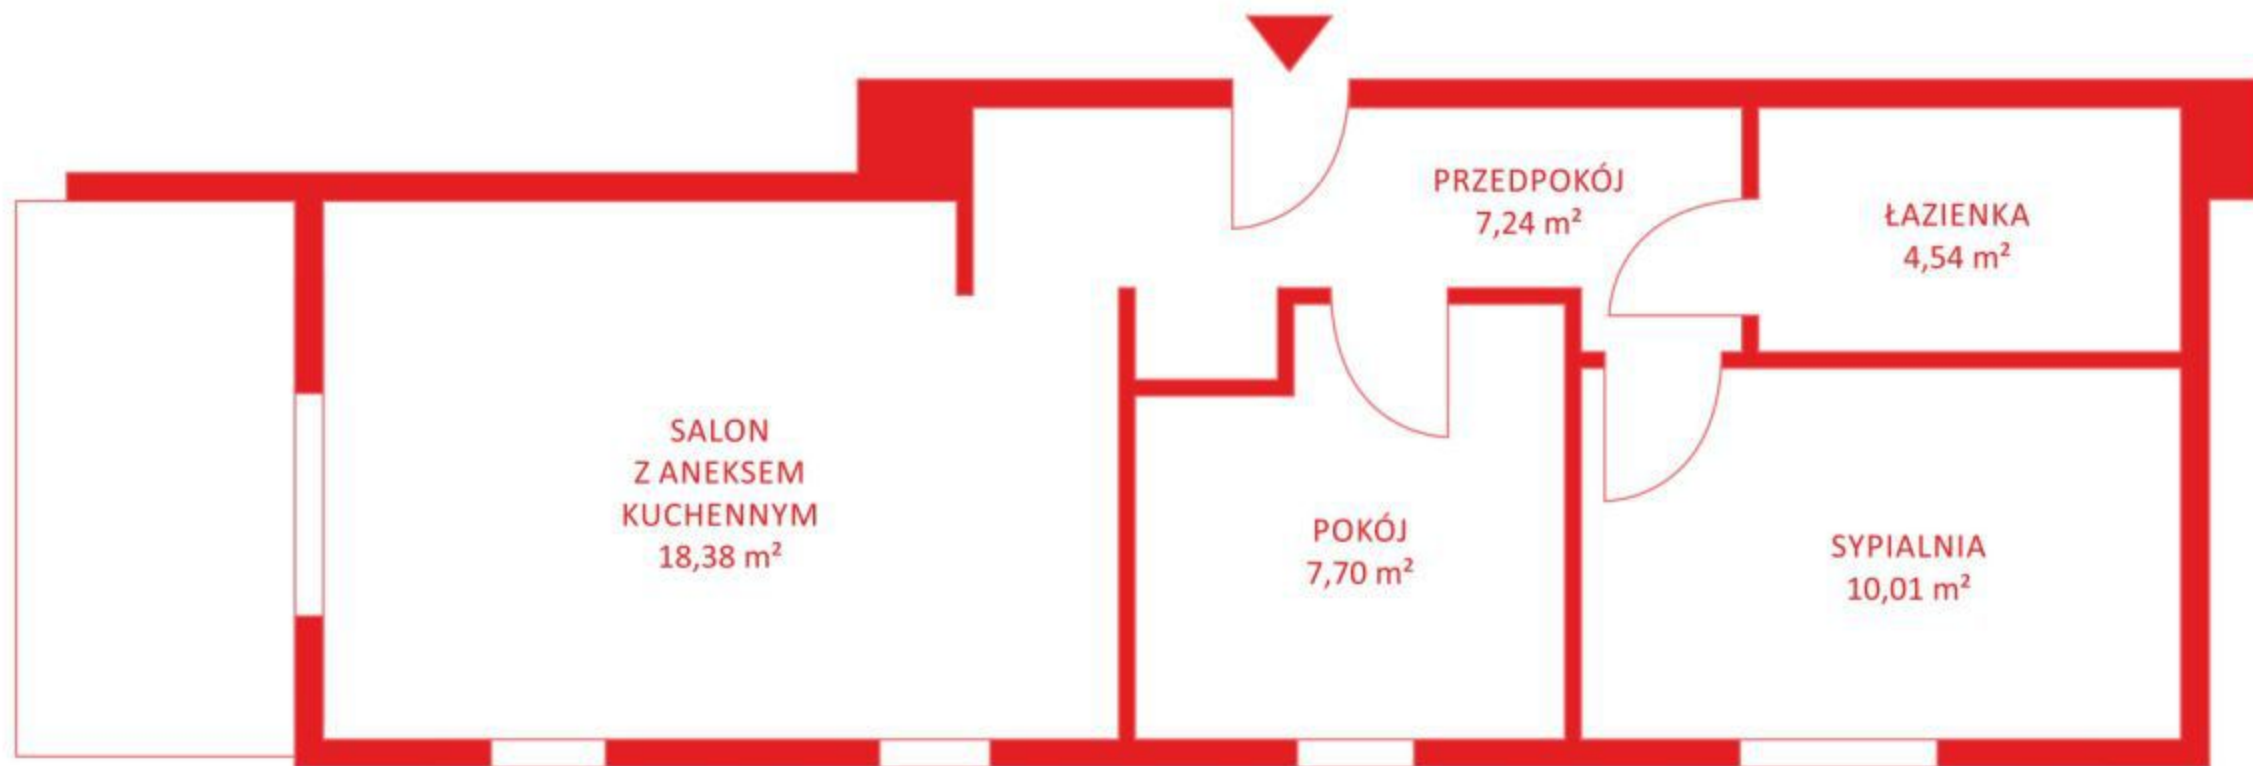 PRZEDPOKÓJ
7,24 m²
ŁAZIENKA
4,54 m²
SALON
Z ANEKSEM
KUCHENNYM
18,38 m²
POKÓJ
7,70 m²
SYPIALNIA
10,01 m²